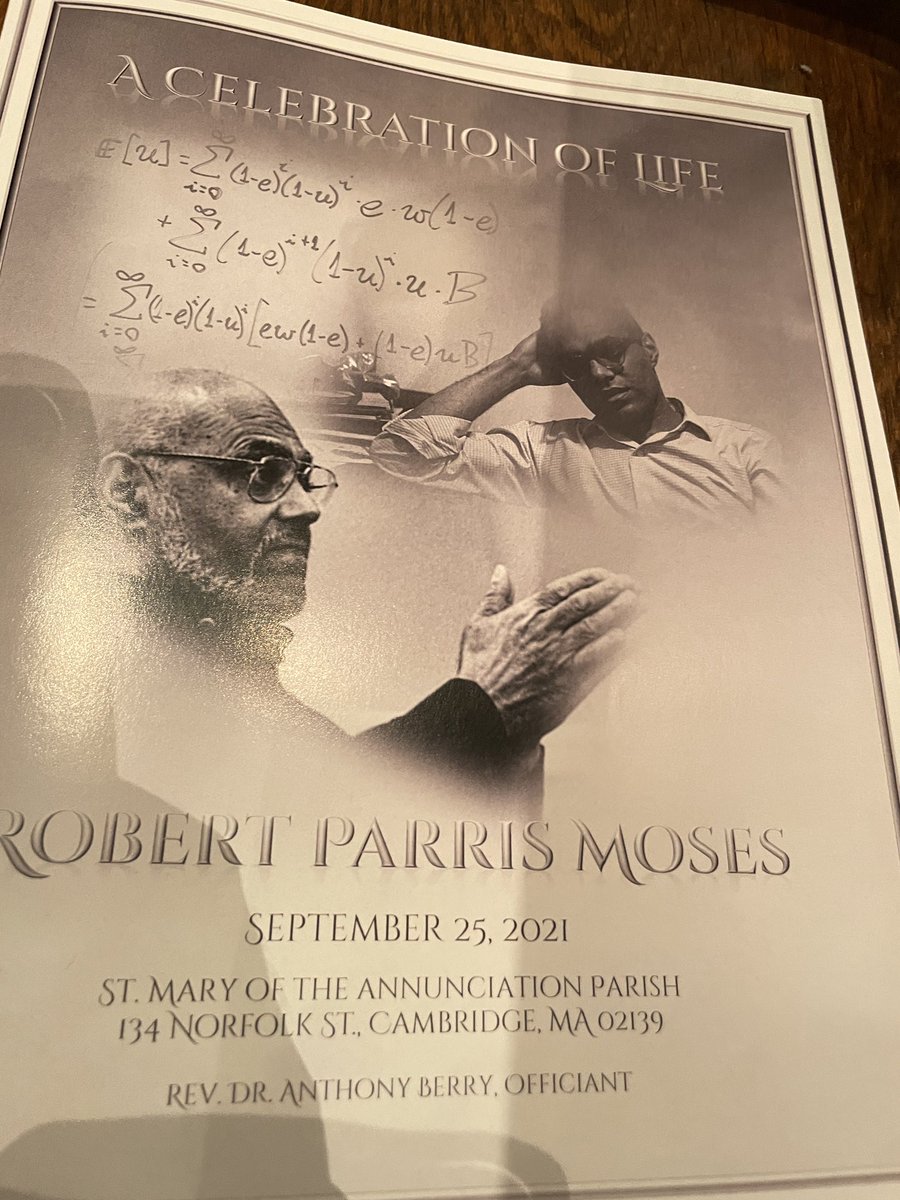 A Celebration of Life
E[u] = ∞∑i=0 (1-e)^i (1-u)^i · e · w(1-e)
+ ∞∑i=0 (1-e)^{i+1} (1-u)^i · u · B
= ∞∑i=0 (1-e)^i (1-u)^i [ew(1-e) + (1-e)uB]
Robert Parris Moses
September 25, 2021
St. Mary of the Annunciation Parish
134 Norfolk St., Cambridge, MA 02139
Rev. Dr. Anthony Berry, Officiant